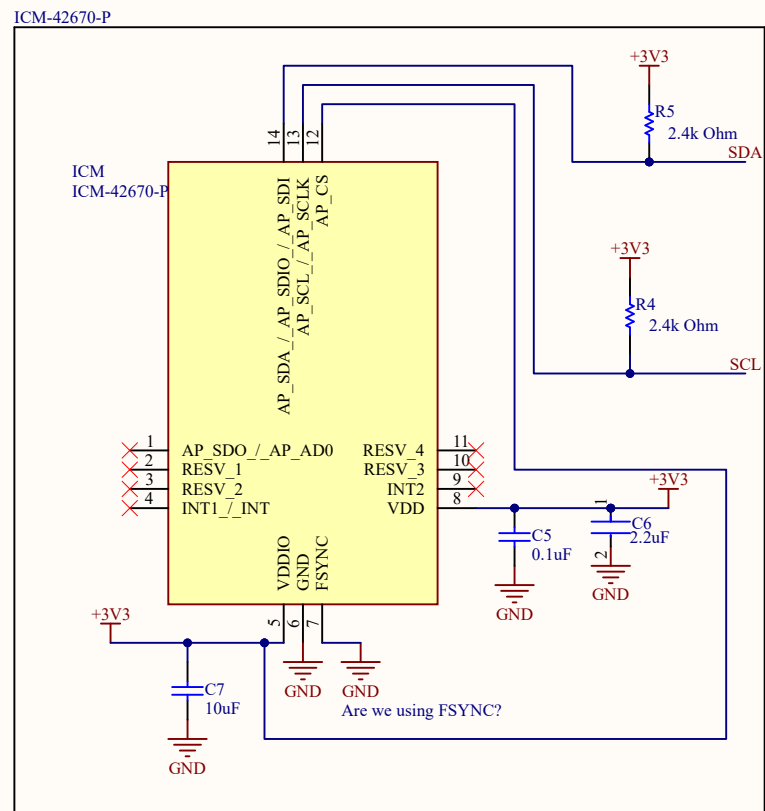 ICM-42670-P
+3V3
R5
2.4k Ohm
SDA
14
13
12
ICM
ICM-42670-P
AP_SDA_/_AP_SDIO_/_AP_SDI
AP_SCL_/_AP_SCLK
AP_CS
+3V3
R4
2.4k Ohm
SCL
1
AP_SDO_/_AP_AD0
RESV_4
11
2
RESV_1
RESV_3
10
3
RESV_2
INT2
9
4
INT1_/_INT
VDD
8
+3V3
C5
0.1uF
1
C6
2.2uF
2
GND
GND
VDDIO
GND
FSYNC
5
6
7
+3V3
C7
10uF
GND
GND
GND
Are we using FSYNC?